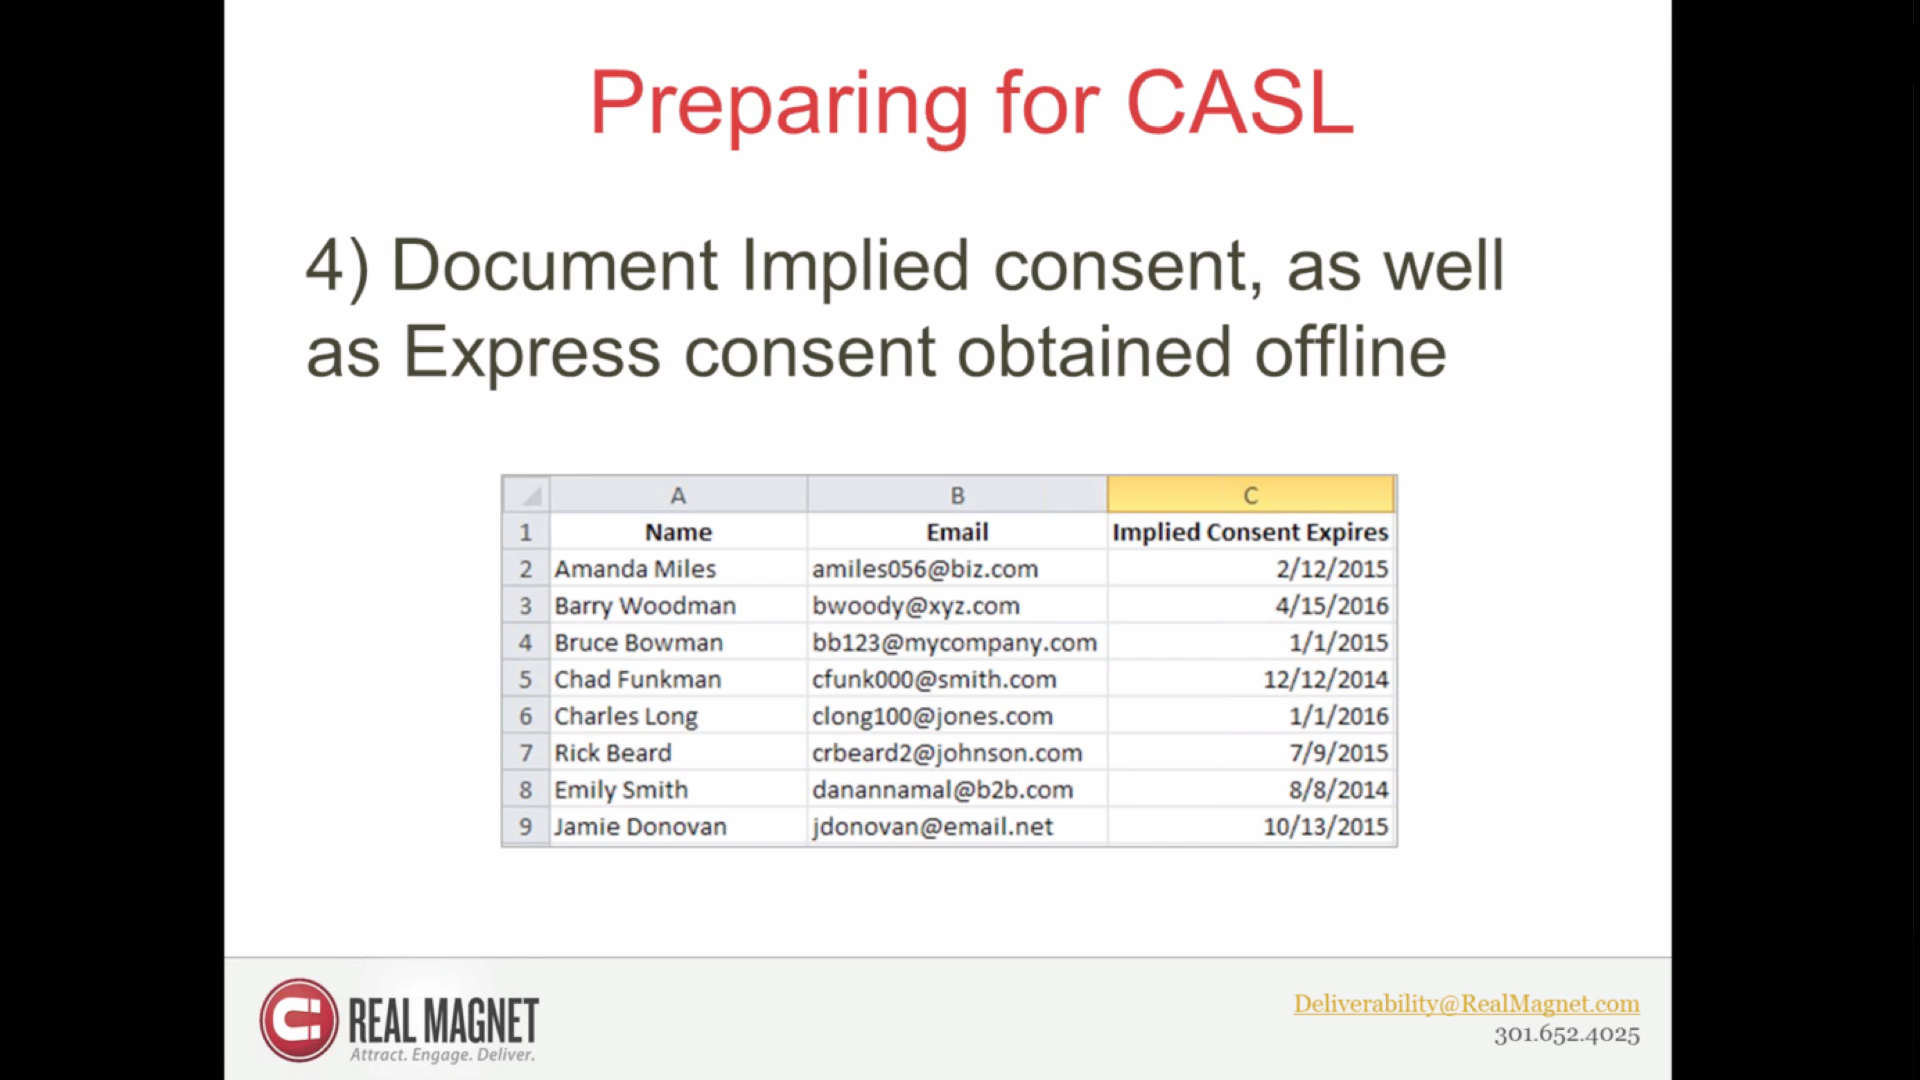 Preparing for CASL
4) Document Implied consent, as well
as Express consent obtained offline
A B C
1 Name Email Implied Consent Expires
2 Amanda Miles amiles056@biz.com 2/12/2015
3 Barry Woodman bwoody@xyz.com 4/15/2016
4 Bruce Bowman bb123@mycompany.com 1/1/2015
5 Chad Funkman cfunk000@smith.com 12/12/2014
6 Charles Long clong100@jones.com 1/1/2016
7 Rick Beard crbeard2@johnson.com 7/9/2015
8 Emily Smith danannamal@b2b.com 8/8/2014
9 Jamie Donovan jdonovan@email.net 10/13/2015
REAL MAGNET
Attract. Engage. Deliver.
Deliverability@RealMagnet.com
301.652.4025